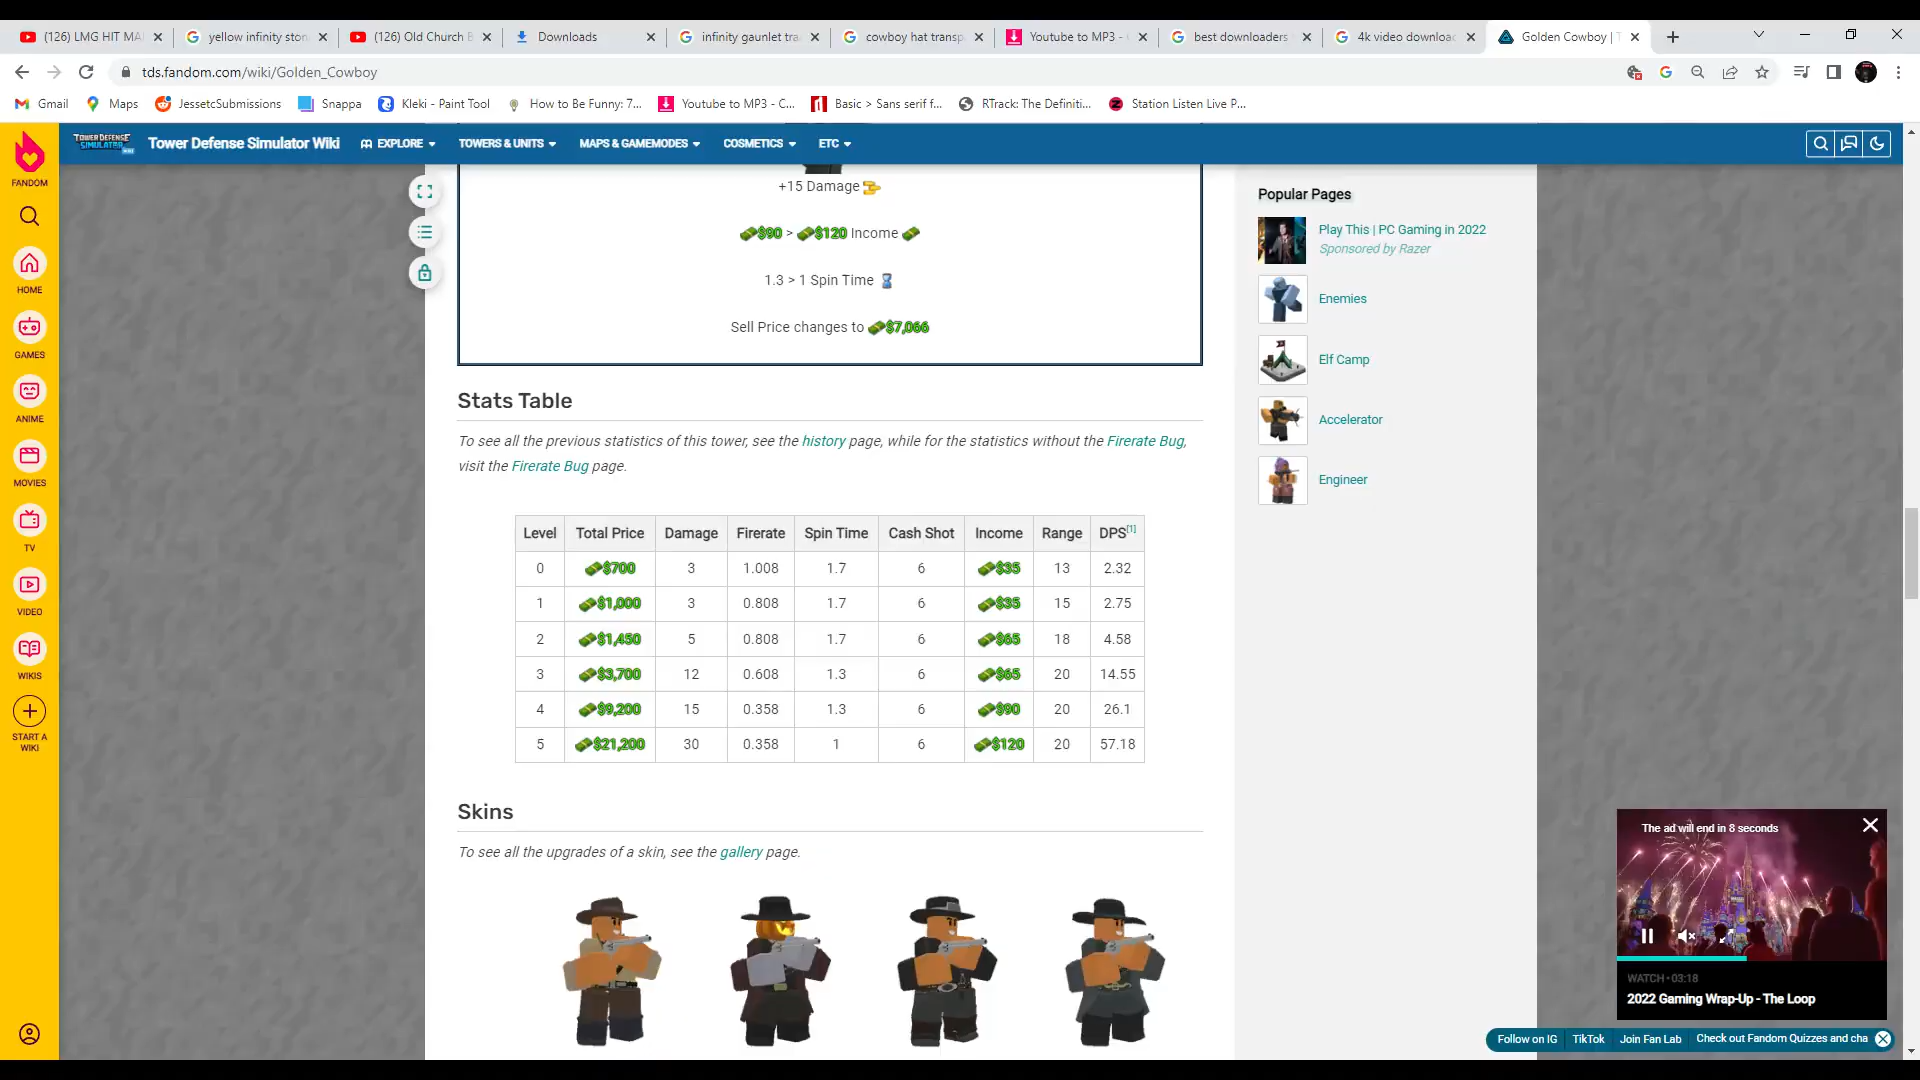 (126) LMG HIT MA
yellow infinity ston
(126) Old Church B
Downloads
infinity gaunlet tra
cowboy hat transp
Youtube to MP3 -
best downloaders
4k video downloac
Golden Cowboy | T
tds.fandom.com/wiki/Golden_Cowboy
Gmail
Maps
JessetcSubmissions
Snappa
Kleki - Paint Tool
How to Be Funny: 7...
Youtube to MP3 - C...
Basic > Sans serif f...
RTrack: The Definiti...
Station Listen Live P...
FANDOM
HOME
GAMES
ANIME
MOVIES
TV
VIDEO
WIKIS
START A
WIKI
TOWER DEFENSE
SIMULATOR WIKI
Tower Defense Simulator Wiki
EXPLORE
TOWERS & UNITS
MAPS & GAMEMODES
COSMETICS
ETC
+15 Damage
$90 > $120 Income
1.3 > 1 Spin Time
Sell Price changes to $7,066
Stats Table
To see all the previous statistics of this tower, see the history page, while for the statistics without the Firerate Bug,
visit the Firerate Bug page.
Level Total Price Damage Firerate Spin Time Cash Shot Income Range DPS[1]
0 $700 3 1.008 1.7 6 $35 13 2.32
1 $1,000 3 0.808 1.7 6 $35 15 2.75
2 $1,450 5 0.808 1.7 6 $65 18 4.58
3 $3,700 12 0.608 1.3 6 $65 20 14.55
4 $9,200 15 0.358 1.3 6 $90 20 26.1
5 $21,200 30 0.358 1 6 $120 20 57.18
Skins
To see all the upgrades of a skin, see the gallery page.
Popular Pages
Play This | PC Gaming in 2022
Sponsored by Razer
Enemies
Elf Camp
Accelerator
Engineer
The ad will end in 8 seconds
WATCH • 03:18
2022 Gaming Wrap-Up - The Loop
Follow on IG
TikTok
Join Fan Lab
Check out Fandom Quizzes and cha